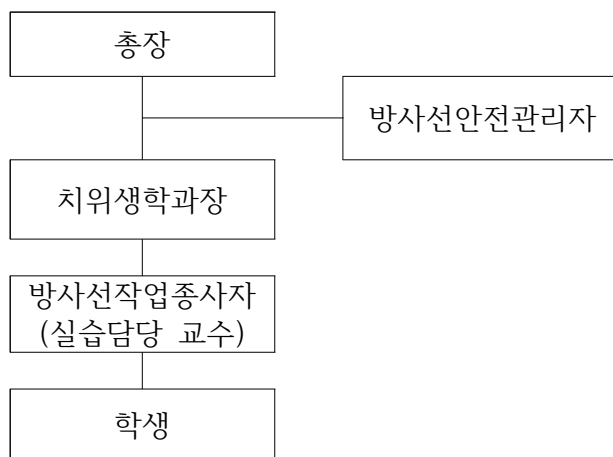 총장
방사선안전관리자
치위생학과장
방사선작업종사자
(실습담당 교수)
학생